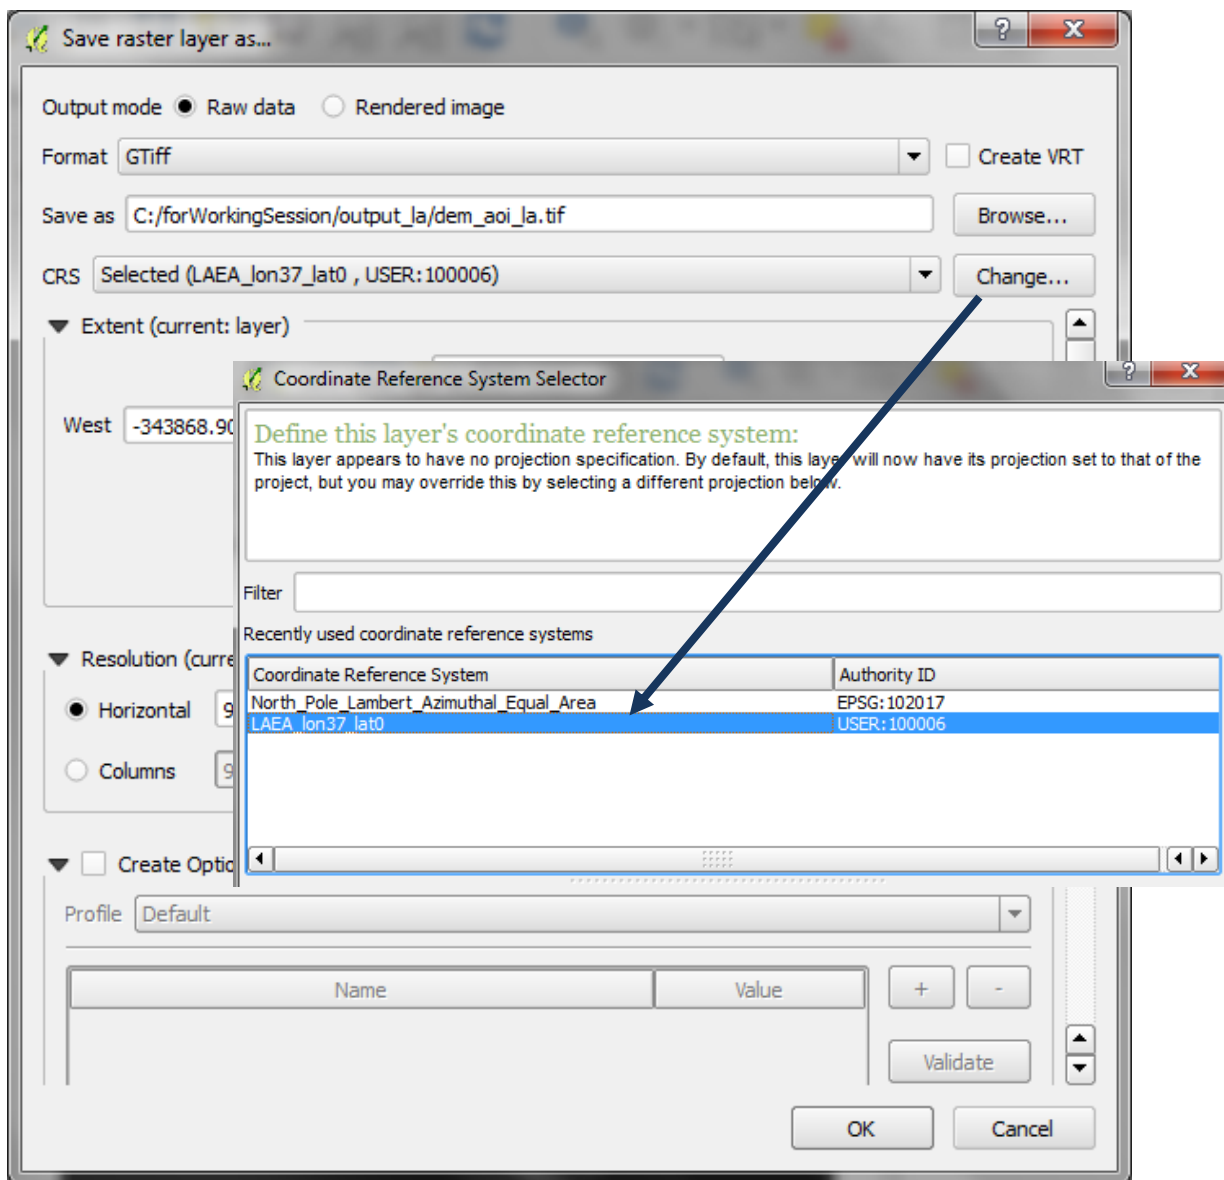 Save raster layer as...
Output mode Raw data Rendered image
Format GTiff Create VRT
Save as C:/forWorkingSession/output_la/dem_aoi_la.tif Browse...
CRS Selected (LAEA_lon37_lat0 , USER:100006) Change...
Extent (current: layer)
West -343868.90
Coordinate Reference System Selector
Define this layer's coordinate reference system:
This layer appears to have no projection specification. By default, this layer will now have its projection set to that of the
project, but you may override this by selecting a different projection below.
Filter
Recently used coordinate reference systems
Coordinate Reference System Authority ID
North_Pole_Lambert_Azimuthal_Equal_Area EPSG:102017
LAEA_lon37_lat0 USER:100006
Resolution (curre
Horizontal 9
Columns 9
Create Optio
Profile Default
Name Value + -
Validate
OK Cancel